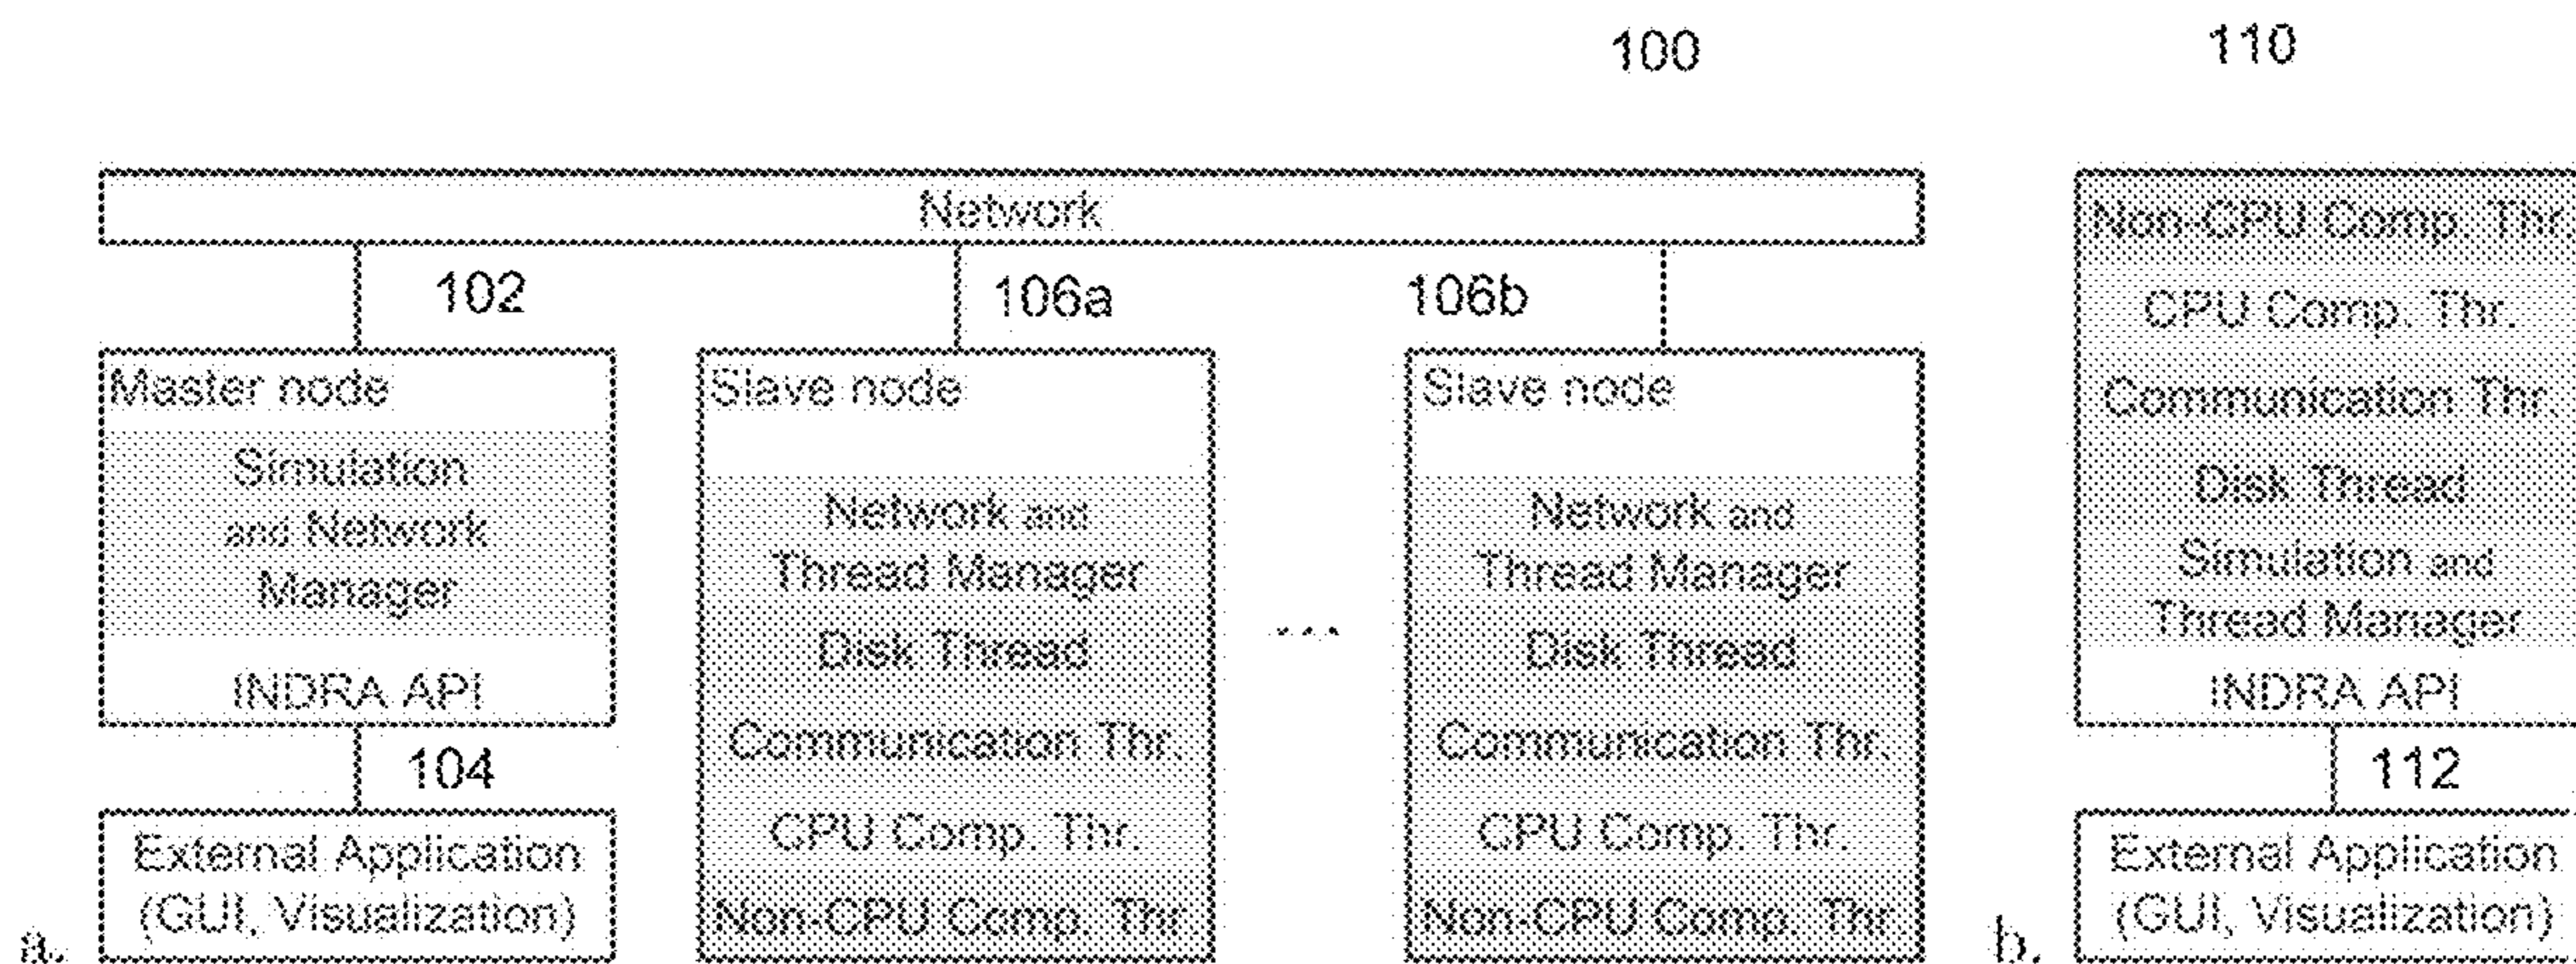 100
110
Network
102
106a
106b
Master node
Simulation
and Network
Manager
INDRA API
104
External Application
(GUI, Visualization)
Slave node
Network and
Thread Manager
Disk Thread
Communication Thr.
CPU Comp. Thr.
Non-CPU Comp. Thr
...
Slave node
Network and
Thread Manager
Disk Thread
Communication Thr.
CPU Comp. Thr.
Non-CPU Comp. Thr
a.
Non-CPU Comp. Thr
CPU Comp. Thr.
Communication Thr.
Disk Thread
Simulation and
Thread Manager
INDRA API
112
External Application
(GUI, Visualization)
b.